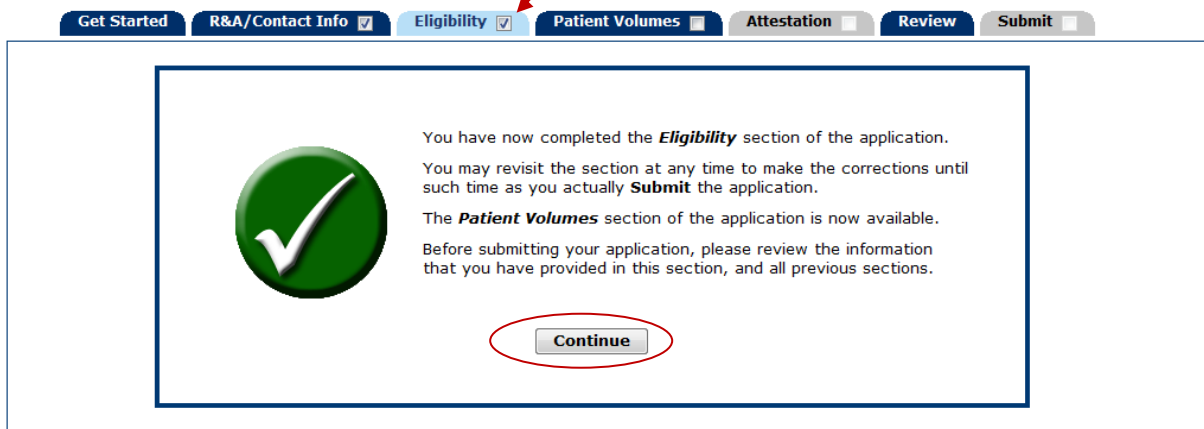 Get Started R&A/Contact Info Eligibility Patient Volumes Attestation Review Submit
You have now completed the Eligibility section of the application.
You may revisit the section at any time to make the corrections until
such time as you actually Submit the application.
The Patient Volumes section of the application is now available.
Before submitting your application, please review the information
that you have provided in this section, and all previous sections.
Continue